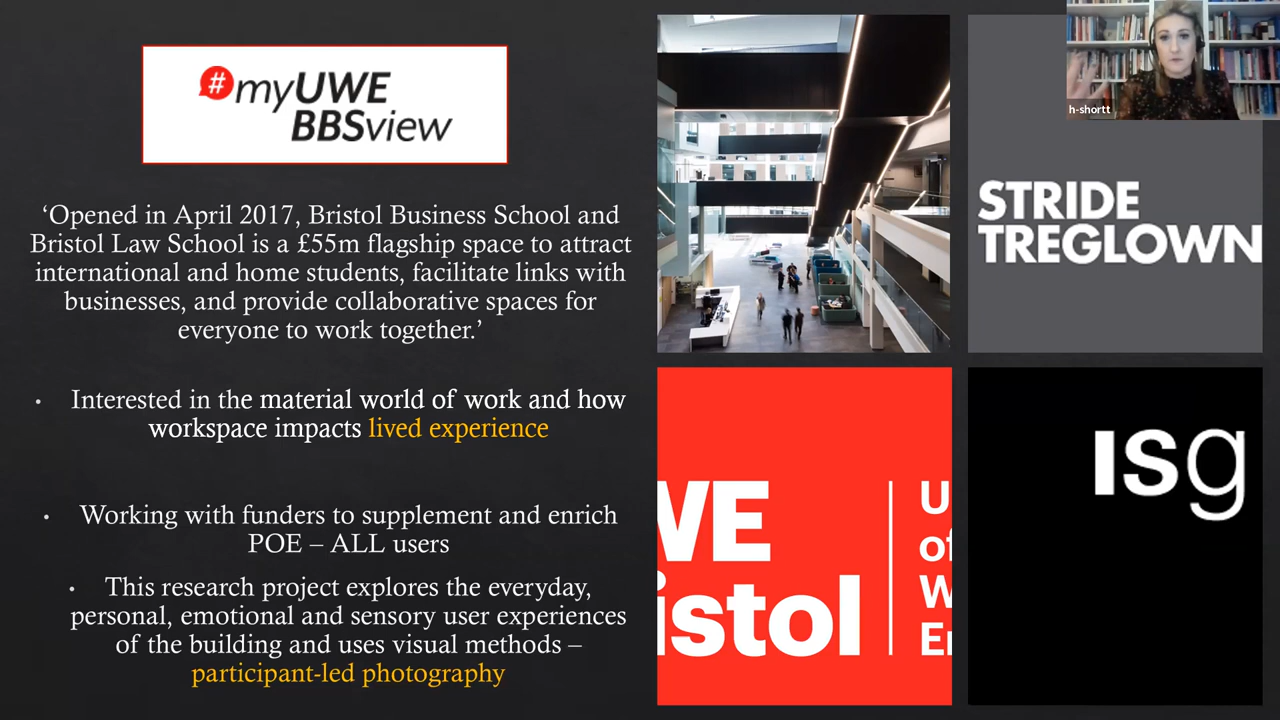 #myUWE
BBSview
‘Opened in April 2017, Bristol Business School and
Bristol Law School is a £55m flagship space to attract
international and home students, facilitate links with
businesses, and provide collaborative spaces for
everyone to work together.’
• Interested in the material world of work and how
workspace impacts lived experience
• Working with funders to supplement and enrich
POE – ALL users
• This research project explores the everyday,
personal, emotional and sensory user experiences
of the building and uses visual methods –
participant-led photography
h-shortt
STRIDE
TREGLOWN
WE
istol
U
of
W
En
ISg